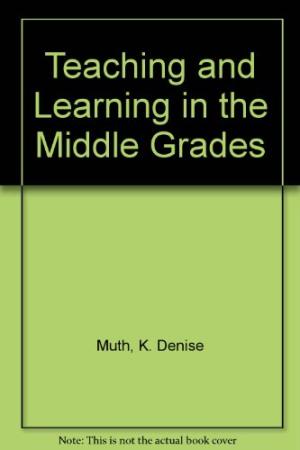 Teaching and
Learning in the
Middle Grades
Muth, K. Denise
Note: This is not the actual book cover